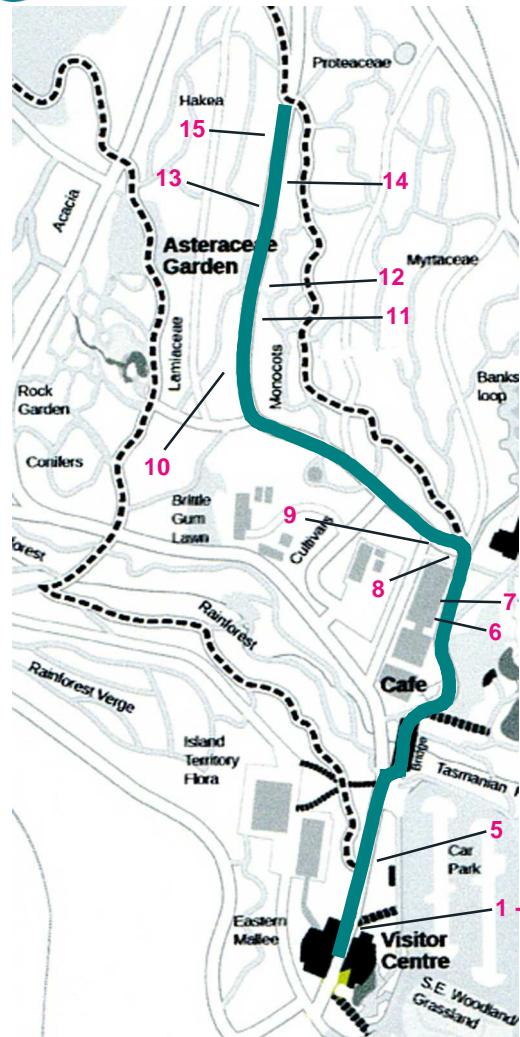 Proteaceae
Hakea
15
13
14
Acacia
Asteraceae
Garden
12
Myrtaceae
11
Lamiaceae
Monocots
Rock
Garden
Banks
loop
10
Conifers
Brittle
Gum
Lawn
9
Cultivars
8
7
6
Rainforest
Rainforest Verge
Cafe
Island
Territory
Flora
Bridge
Tasmanian
5
Car
Park
1 -
Eastern
Mallee
Visitor
Centre
S.E. Woodland/
Grassland